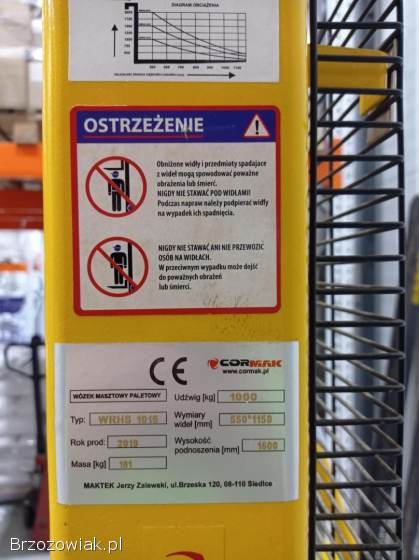 DIAGRAM OBCIĄŻENIA
OSTRZEŻENIE
Obniżone widły i przedmioty spadające
z wideł mogą spowodować poważne
obrażenia lub śmierć.
NIGDY NIE STAWAĆ POD WIDŁAMI!
Podczas napraw należy podpierać widły
na wypadek ich spadnięcia.
NIGDY NIE STAWAĆ ANI NIE PRZEWOZIĆ
OSÓB NA WIDŁACH.
W przeciwnym wypadku może dojść
do poważnych obrażeń
lub śmierci.
CE CORMAK
www.cormak.pl
WÓZEK MASZTOWY PALETOWY
Udźwig [kg] 1000
Typ: WRHS 1016
Wymiary wideł [mm] 550*1150
Rok prod: 2019
Wysokość podnoszenia [mm] 1600
Masa [kg] 181
MAKTEK Jerzy Zalewski, ul.Brzeska 120, 08-110 Siedlce
Brzozowiak.pl